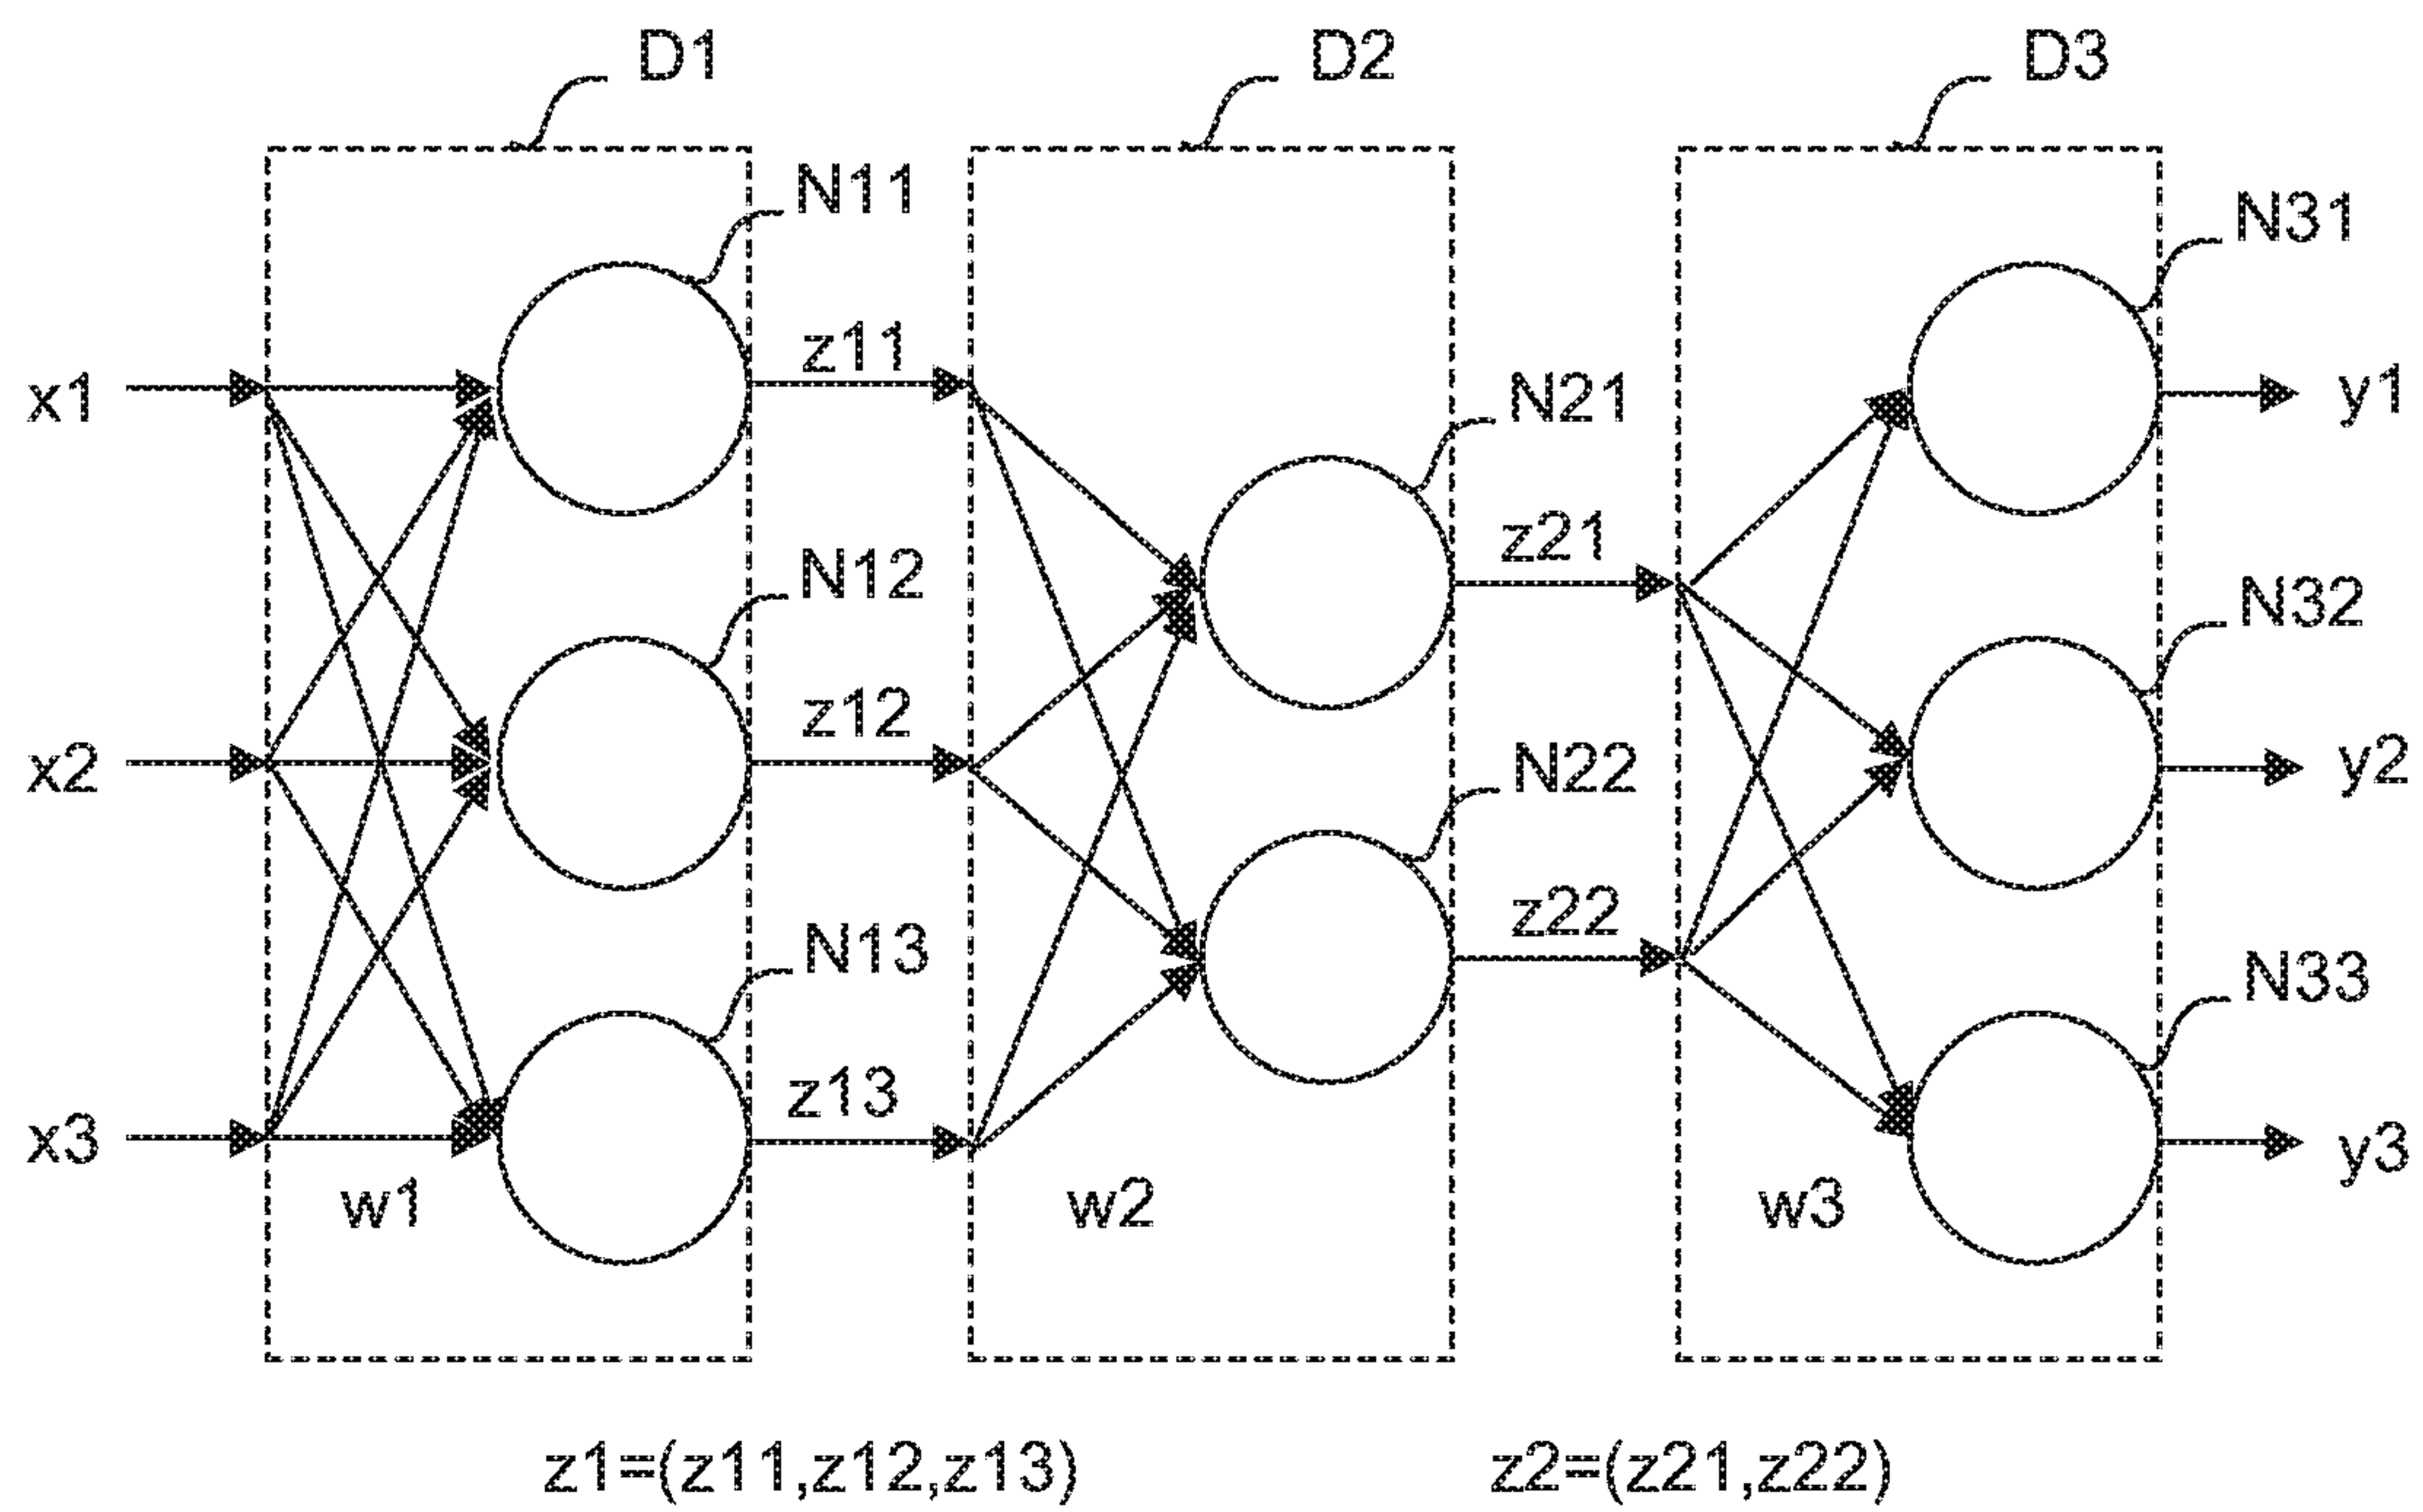 D1 D2 D3
N11
N31
z11
x1 N21 y1
z21
N12 N32
z12
x2 N22 y2
z22
N13 N33
z13
x3 y3
w1 w2 w3
z1=(z11,z12,z13) z2=(z21,z22)